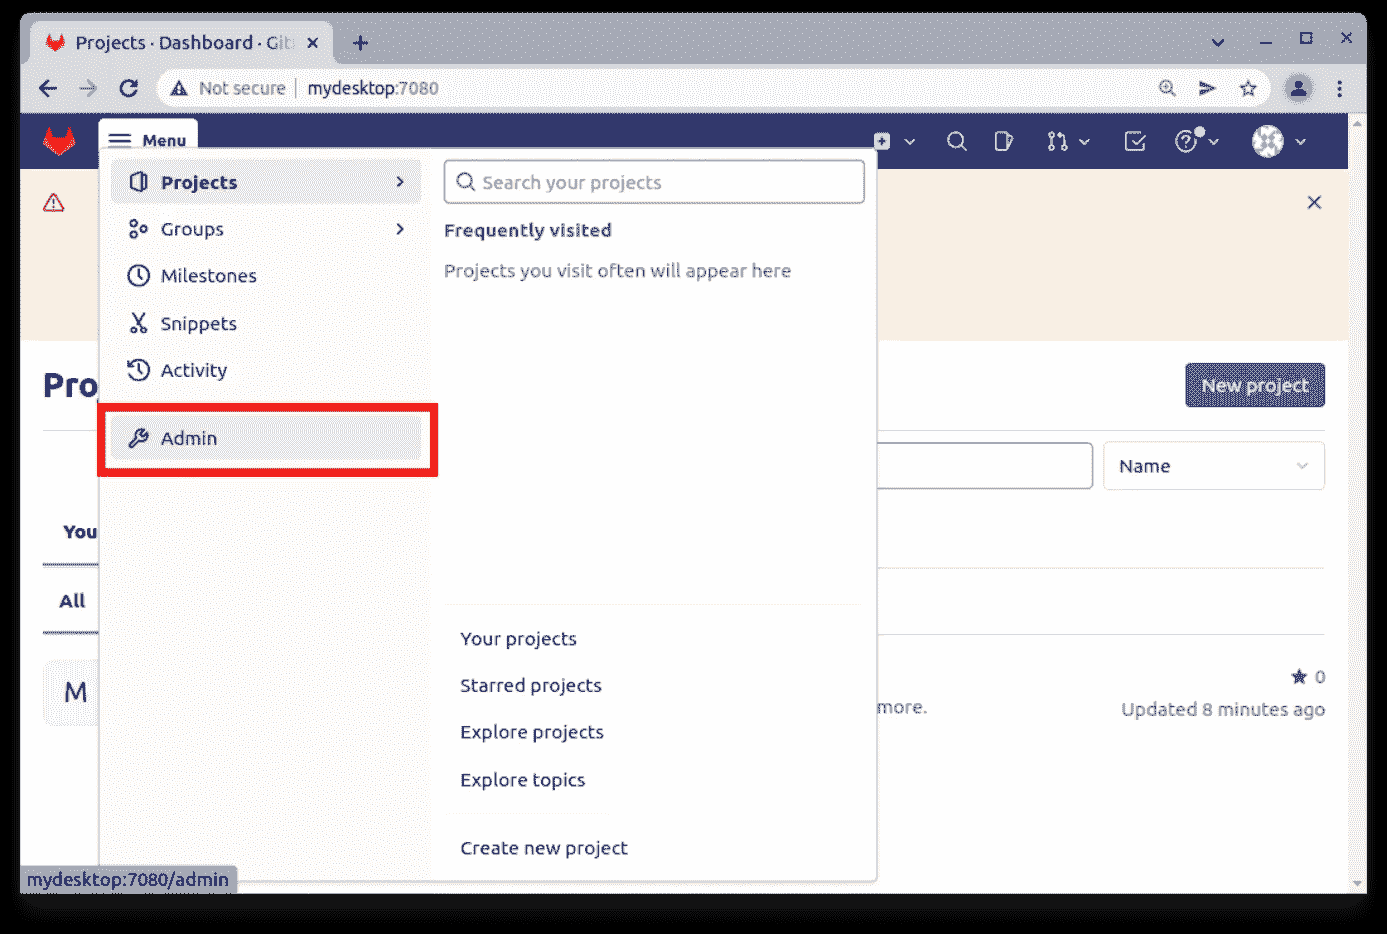 Projects · Dashboard · Git
Not secure
mydesktop:7080
Menu
Projects
Groups
Milestones
Snippets
Activity
Admin
Search your projects
Frequently visited
Projects you visit often will appear here
Your projects
Starred projects
Explore projects
Explore topics
Create new project
Pro
New project
Name
You
All
M
0
more.
Updated 8 minutes ago
mydesktop:7080/admin